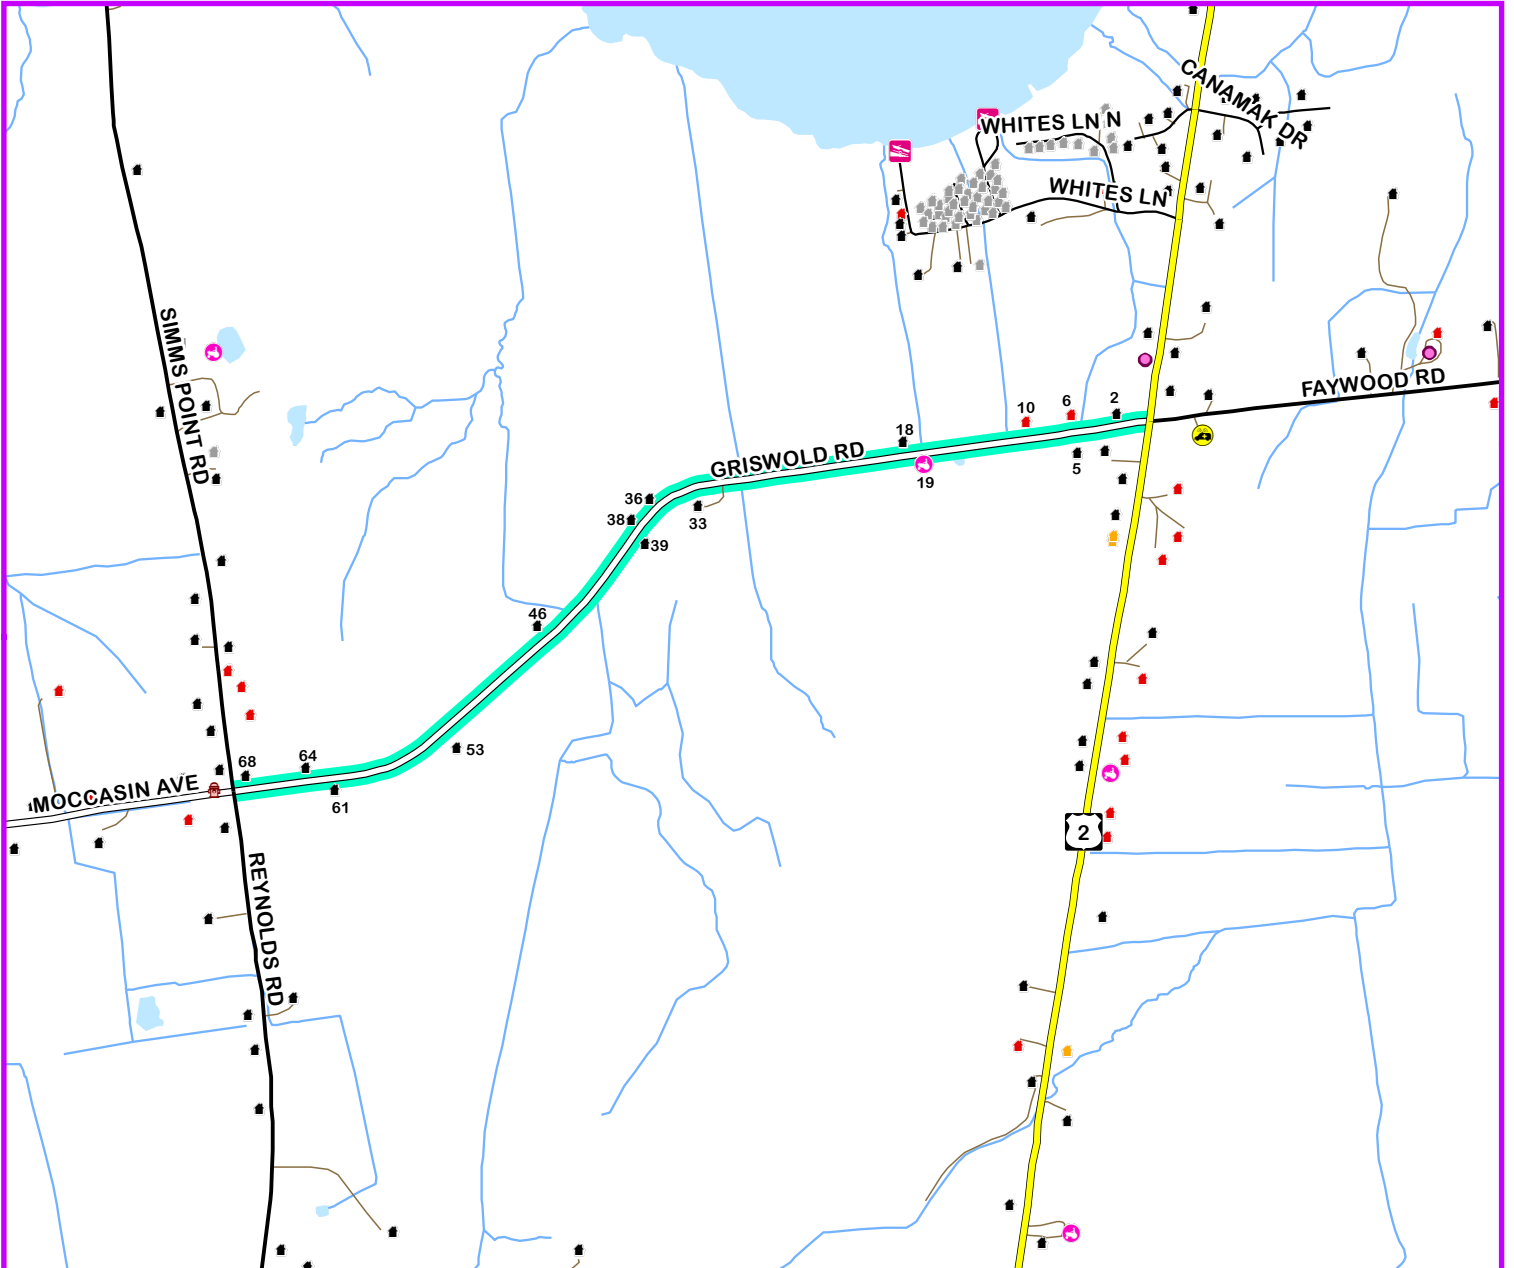 CANAMAK DR
WHITES LN N
WHITES LN
SIMMS POINT RD
FAYWOOD RD
2
6
10
18
GRISWOLD RD
5
19
36
38
33
39
46
53
64
68
MOCCASIN AVE
61
2
REYNOLDS RD